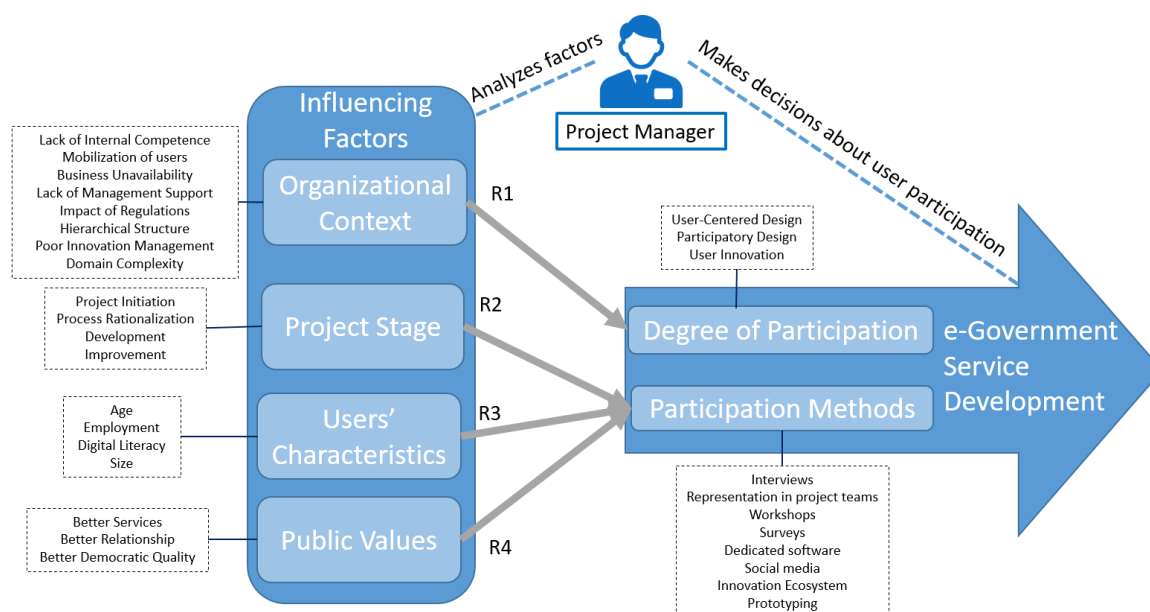 Analyzes factors
Makes decisions about user participation
Project Manager
Influencing
Factors
Lack of Internal Competence
Mobilization of users
Business Unavailability
Lack of Management Support
Impact of Regulations
Hierarchical Structure
Poor Innovation Management
Domain Complexity
Organizational
Context
R1
Project Initiation
Process Rationalization
Development
Improvement
Project Stage
R2
Age
Employment
Digital Literacy
Size
Users'
Characteristics
R3
Better Services
Better Relationship
Better Democratic Quality
Public Values
R4
User-Centered Design
Participatory Design
User Innovation
Degree of Participation
Participation Methods
e-Government
Service
Development
Interviews
Representation in project teams
Workshops
Surveys
Dedicated software
Social media
Innovation Ecosystem
Prototyping